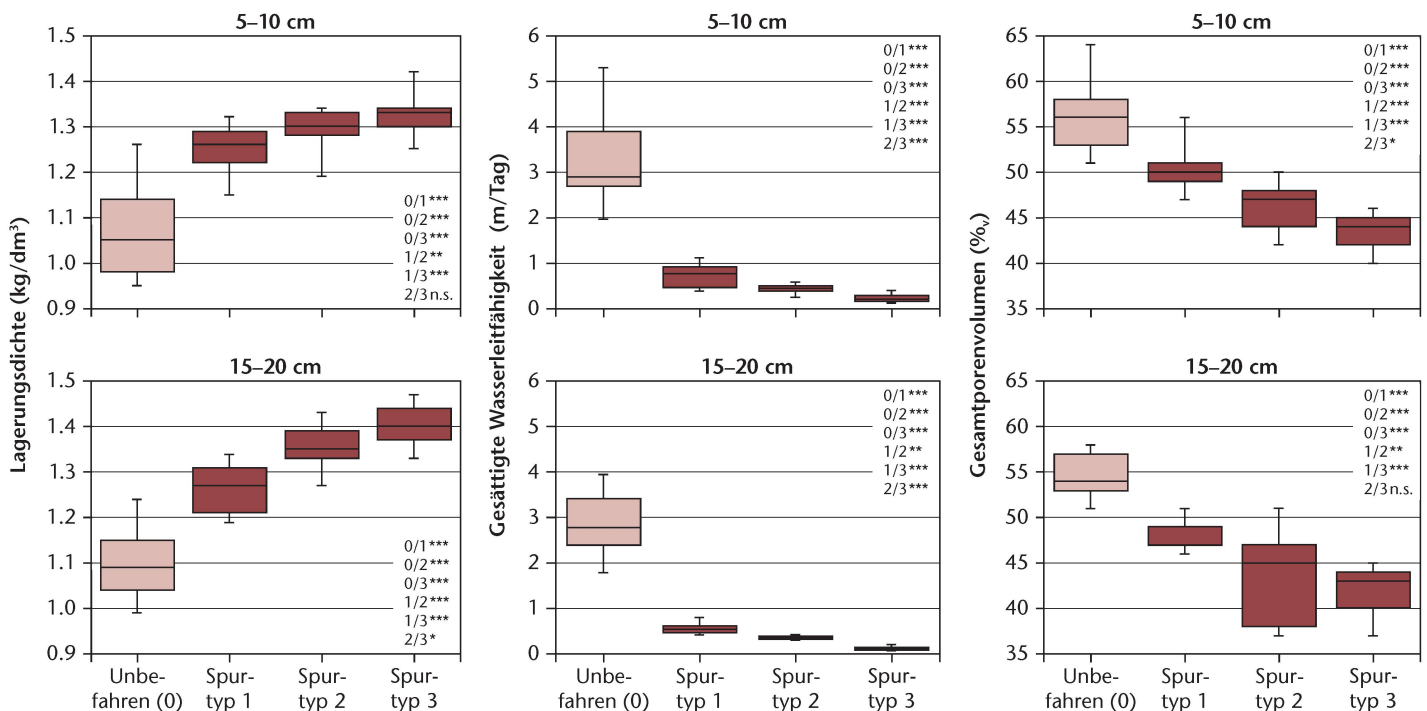 Lagerungsdichte (kg/dm³)
5–10 cm
1.5
1.4
1.3
1.2
1.1
1.0
0.9
0/1 ***
0/2 ***
0/3 ***
1/2 **
1/3 ***
2/3 n.s.
15–20 cm
1.5
1.4
1.3
1.2
1.1
1.0
0.9
0/1 ***
0/2 ***
0/3 ***
1/2 ***
1/3 ***
2/3 *
Unbe-
fahren (0)
Spur-
typ 1
Spur-
typ 2
Spur-
typ 3
Gesättigte Wasserleitfähigkeit (m/Tag)
5–10 cm
6
5
4
3
2
1
0
0/1 ***
0/2 ***
0/3 ***
1/2 ***
1/3 ***
2/3 ***
15–20 cm
6
5
4
3
2
1
0
0/1 ***
0/2 ***
0/3 ***
1/2 **
1/3 ***
2/3 ***
Unbe-
fahren (0)
Spur-
typ 1
Spur-
typ 2
Spur-
typ 3
Gesamtporenvolumen (%v)
5–10 cm
65
60
55
50
45
40
35
0/1 ***
0/2 ***
0/3 ***
1/2 ***
1/3 ***
2/3 *
15–20 cm
65
60
55
50
45
40
35
0/1 ***
0/2 ***
0/3 ***
1/2 **
1/3 ***
2/3 n.s.
Unbe-
fahren (0)
Spur-
typ 1
Spur-
typ 2
Spur-
typ 3